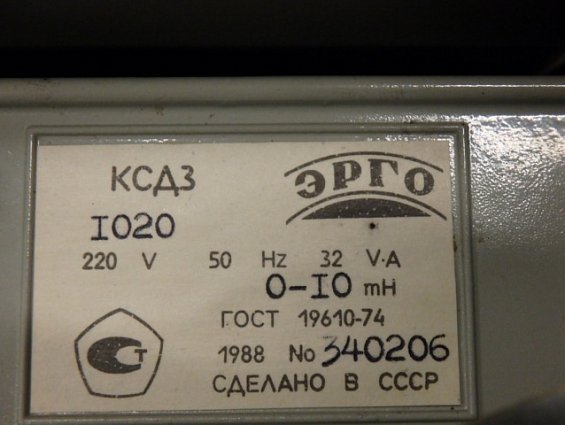 КСД3
ЭРГО
I020
220 V 50 Hz 32 V·A
0-I0 mH
ГОСТ 19610-74
1988 No 340206
СДЕЛАНО В СССР